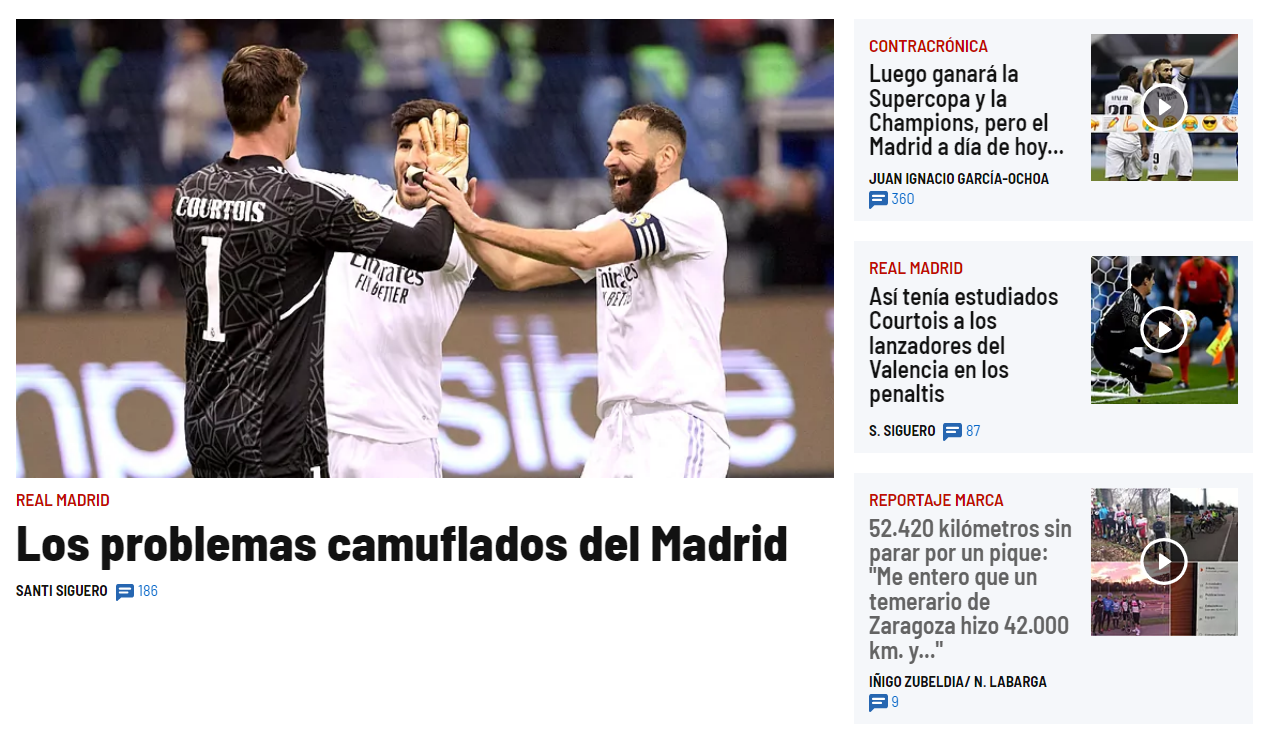 COURTOIS
1
Emirates
FLY BETTER
REAL MADRID
Los problemas camuflados del Madrid
SANTI SIGUERO 186
CONTRACRÓNICA
Luego ganará la
Supercopa y la
Champions, pero el
Madrid a día de hoy...
JUAN IGNACIO GARCÍA-OCHOA
360
9
REAL MADRID
Así tenía estudiados
Courtois a los
lanzadores del
Valencia en los
penaltis
S. SIGUERO 87
REPORTAJE MARCA
52.420 kilómetros sin
parar por un pique:
"Me entero que un
temerario de
Zaragoza hizo 42.000
km. y..."
IÑIGO ZUBELDIA/ N. LABARGA
9